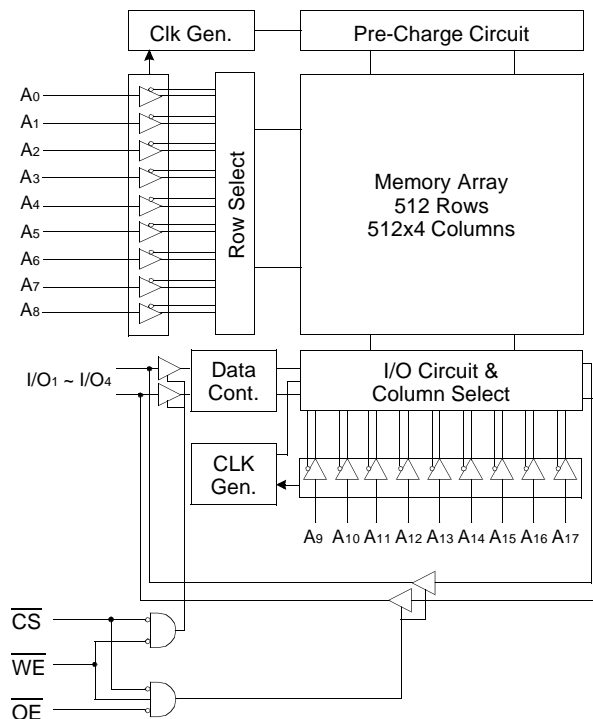 Clk Gen.
Pre-Charge Circuit
A0
A1
A2
A3
A4
A5
A6
A7
A8
Row Select
Memory Array
512 Rows
512x4 Columns
I/O1 ~ I/O4
Data
Cont.
I/O Circuit &
Column Select
CLK
Gen.
A9 A10 A11 A12 A13 A14 A15 A16 A17
CS
WE
OE